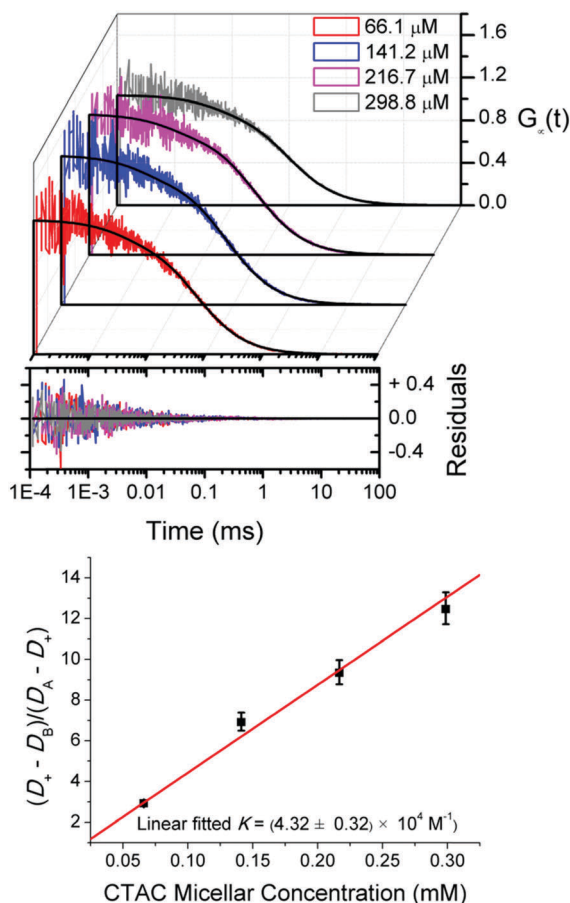 1.6
66.1 μM
141.2 μM
1.2
216.7 μM
G∝(t)
298.8 μM
0.8
0.4
0.0
+ 0.4
0.0
-0.4
Residuals
1E-4 1E-3 0.01 0.1 1 10 100
Time (ms)
14
12
10
8
6
4
2
(D+ - DB)/(DA - D+)
Linear fitted K = (4.32 ± 0.32) × 10⁴ M⁻¹)
0.05 0.10 0.15 0.20 0.25 0.30
CTAC Micellar Concentration (mM)